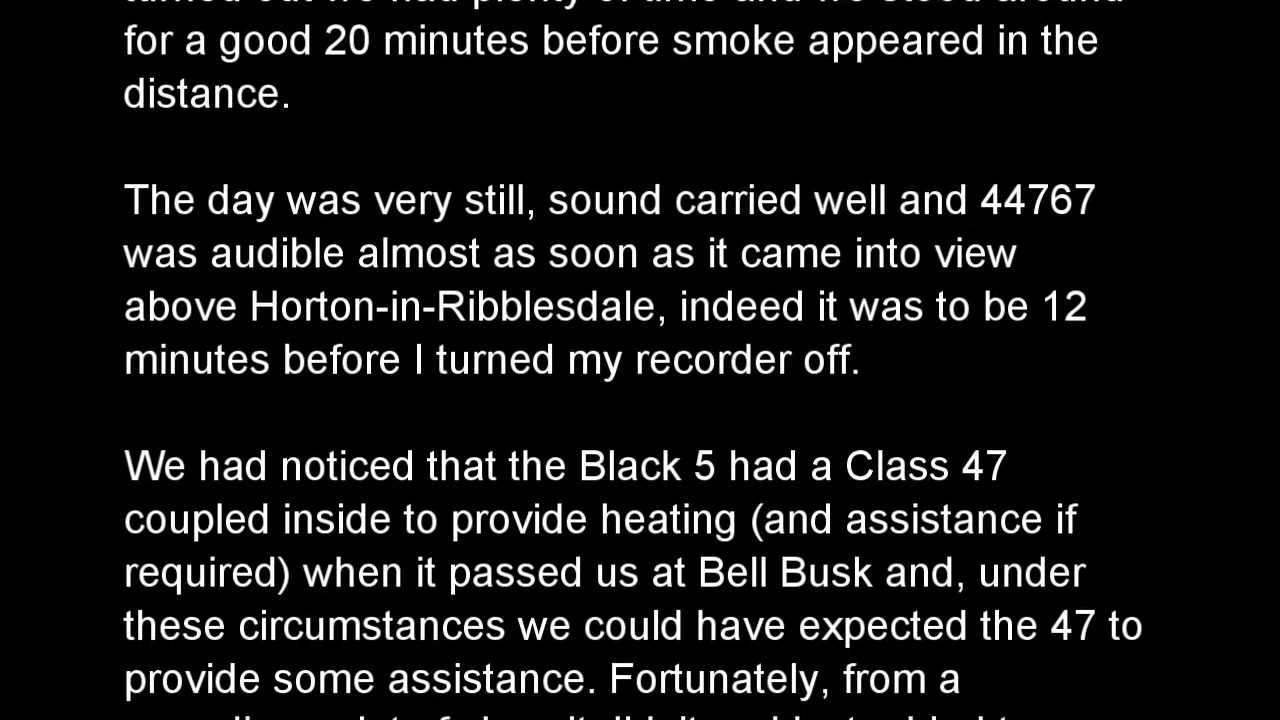 for a good 20 minutes before smoke appeared in the
distance.
The day was very still, sound carried well and 44767
was audible almost as soon as it came into view
above Horton-in-Ribblesdale, indeed it was to be 12
minutes before I turned my recorder off.
We had noticed that the Black 5 had a Class 47
coupled inside to provide heating (and assistance if
required) when it passed us at Bell Busk and, under
these circumstances we could have expected the 47 to
provide some assistance. Fortunately, from a